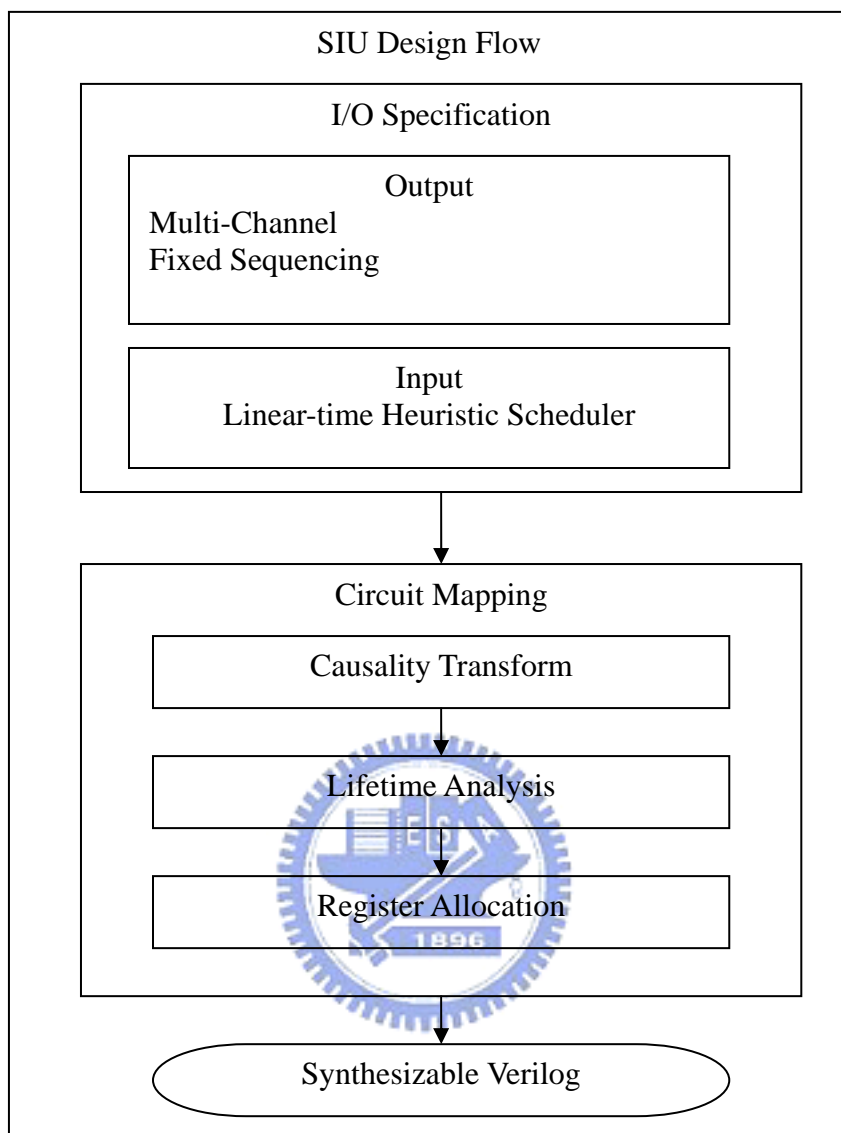 SIU Design Flow
I/O Specification
Output
Multi-Channel
Fixed Sequencing
Input
Linear-time Heuristic Scheduler
Circuit Mapping
Causality Transform
Lifetime Analysis
E S A
Register Allocation
1896
Synthesizable Verilog